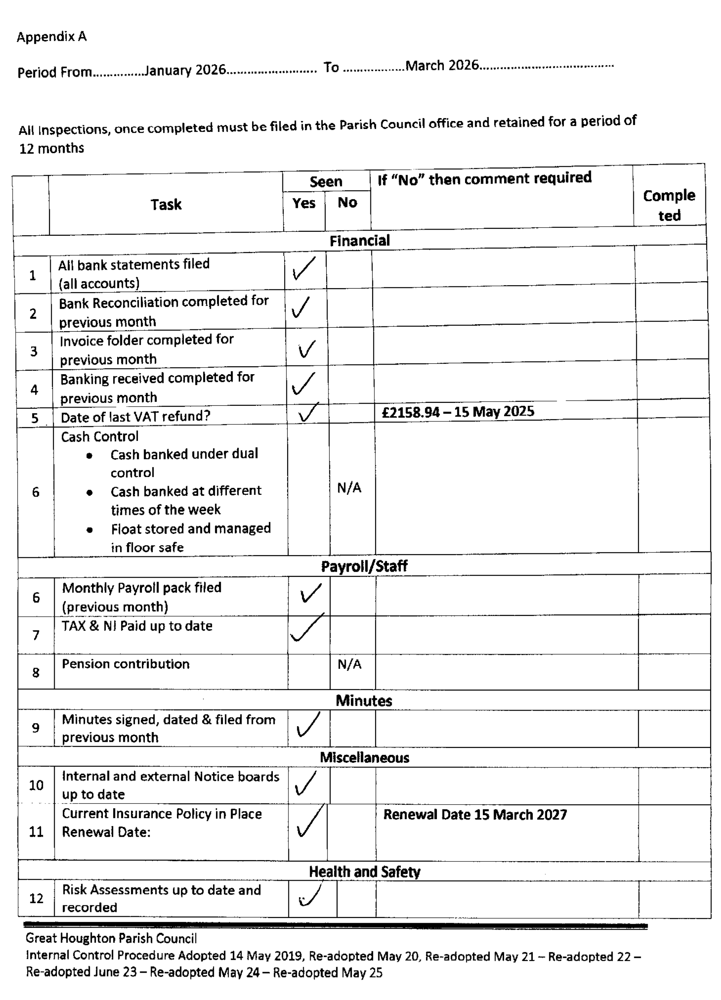 Appendix A
Period From...............January 2026.......................... To ..................March 2026.......................................
All Inspections, once completed must be filed in the Parish Council office and retained for a period of
12 months
Task
Seen
Yes
No
If “No” then comment required
Comple
ted
Financial
1
All bank statements filed
(all accounts)
✓
2
Bank Reconciliation completed for
previous month
✓
3
Invoice folder completed for
previous month
✓
4
Banking received completed for
previous month
✓
5
Date of last VAT refund?
✓
£2158.94 – 15 May 2025
6
Cash Control
• Cash banked under dual
control
• Cash banked at different
times of the week
• Float stored and managed
in floor safe
N/A
Payroll/Staff
6
Monthly Payroll pack filed
(previous month)
✓
7
TAX & NI Paid up to date
✓
8
Pension contribution
N/A
Minutes
9
Minutes signed, dated & filed from
previous month
✓
Miscellaneous
10
Internal and external Notice boards
up to date
✓
11
Current Insurance Policy in Place
Renewal Date:
✓
Renewal Date 15 March 2027
Health and Safety
12
Risk Assessments up to date and
recorded
✓
Great Houghton Parish Council
Internal Control Procedure Adopted 14 May 2019, Re-adopted May 20, Re-adopted May 21 – Re-adopted 22 –
Re-adopted June 23 – Re-adopted May 24 – Re-adopted May 25